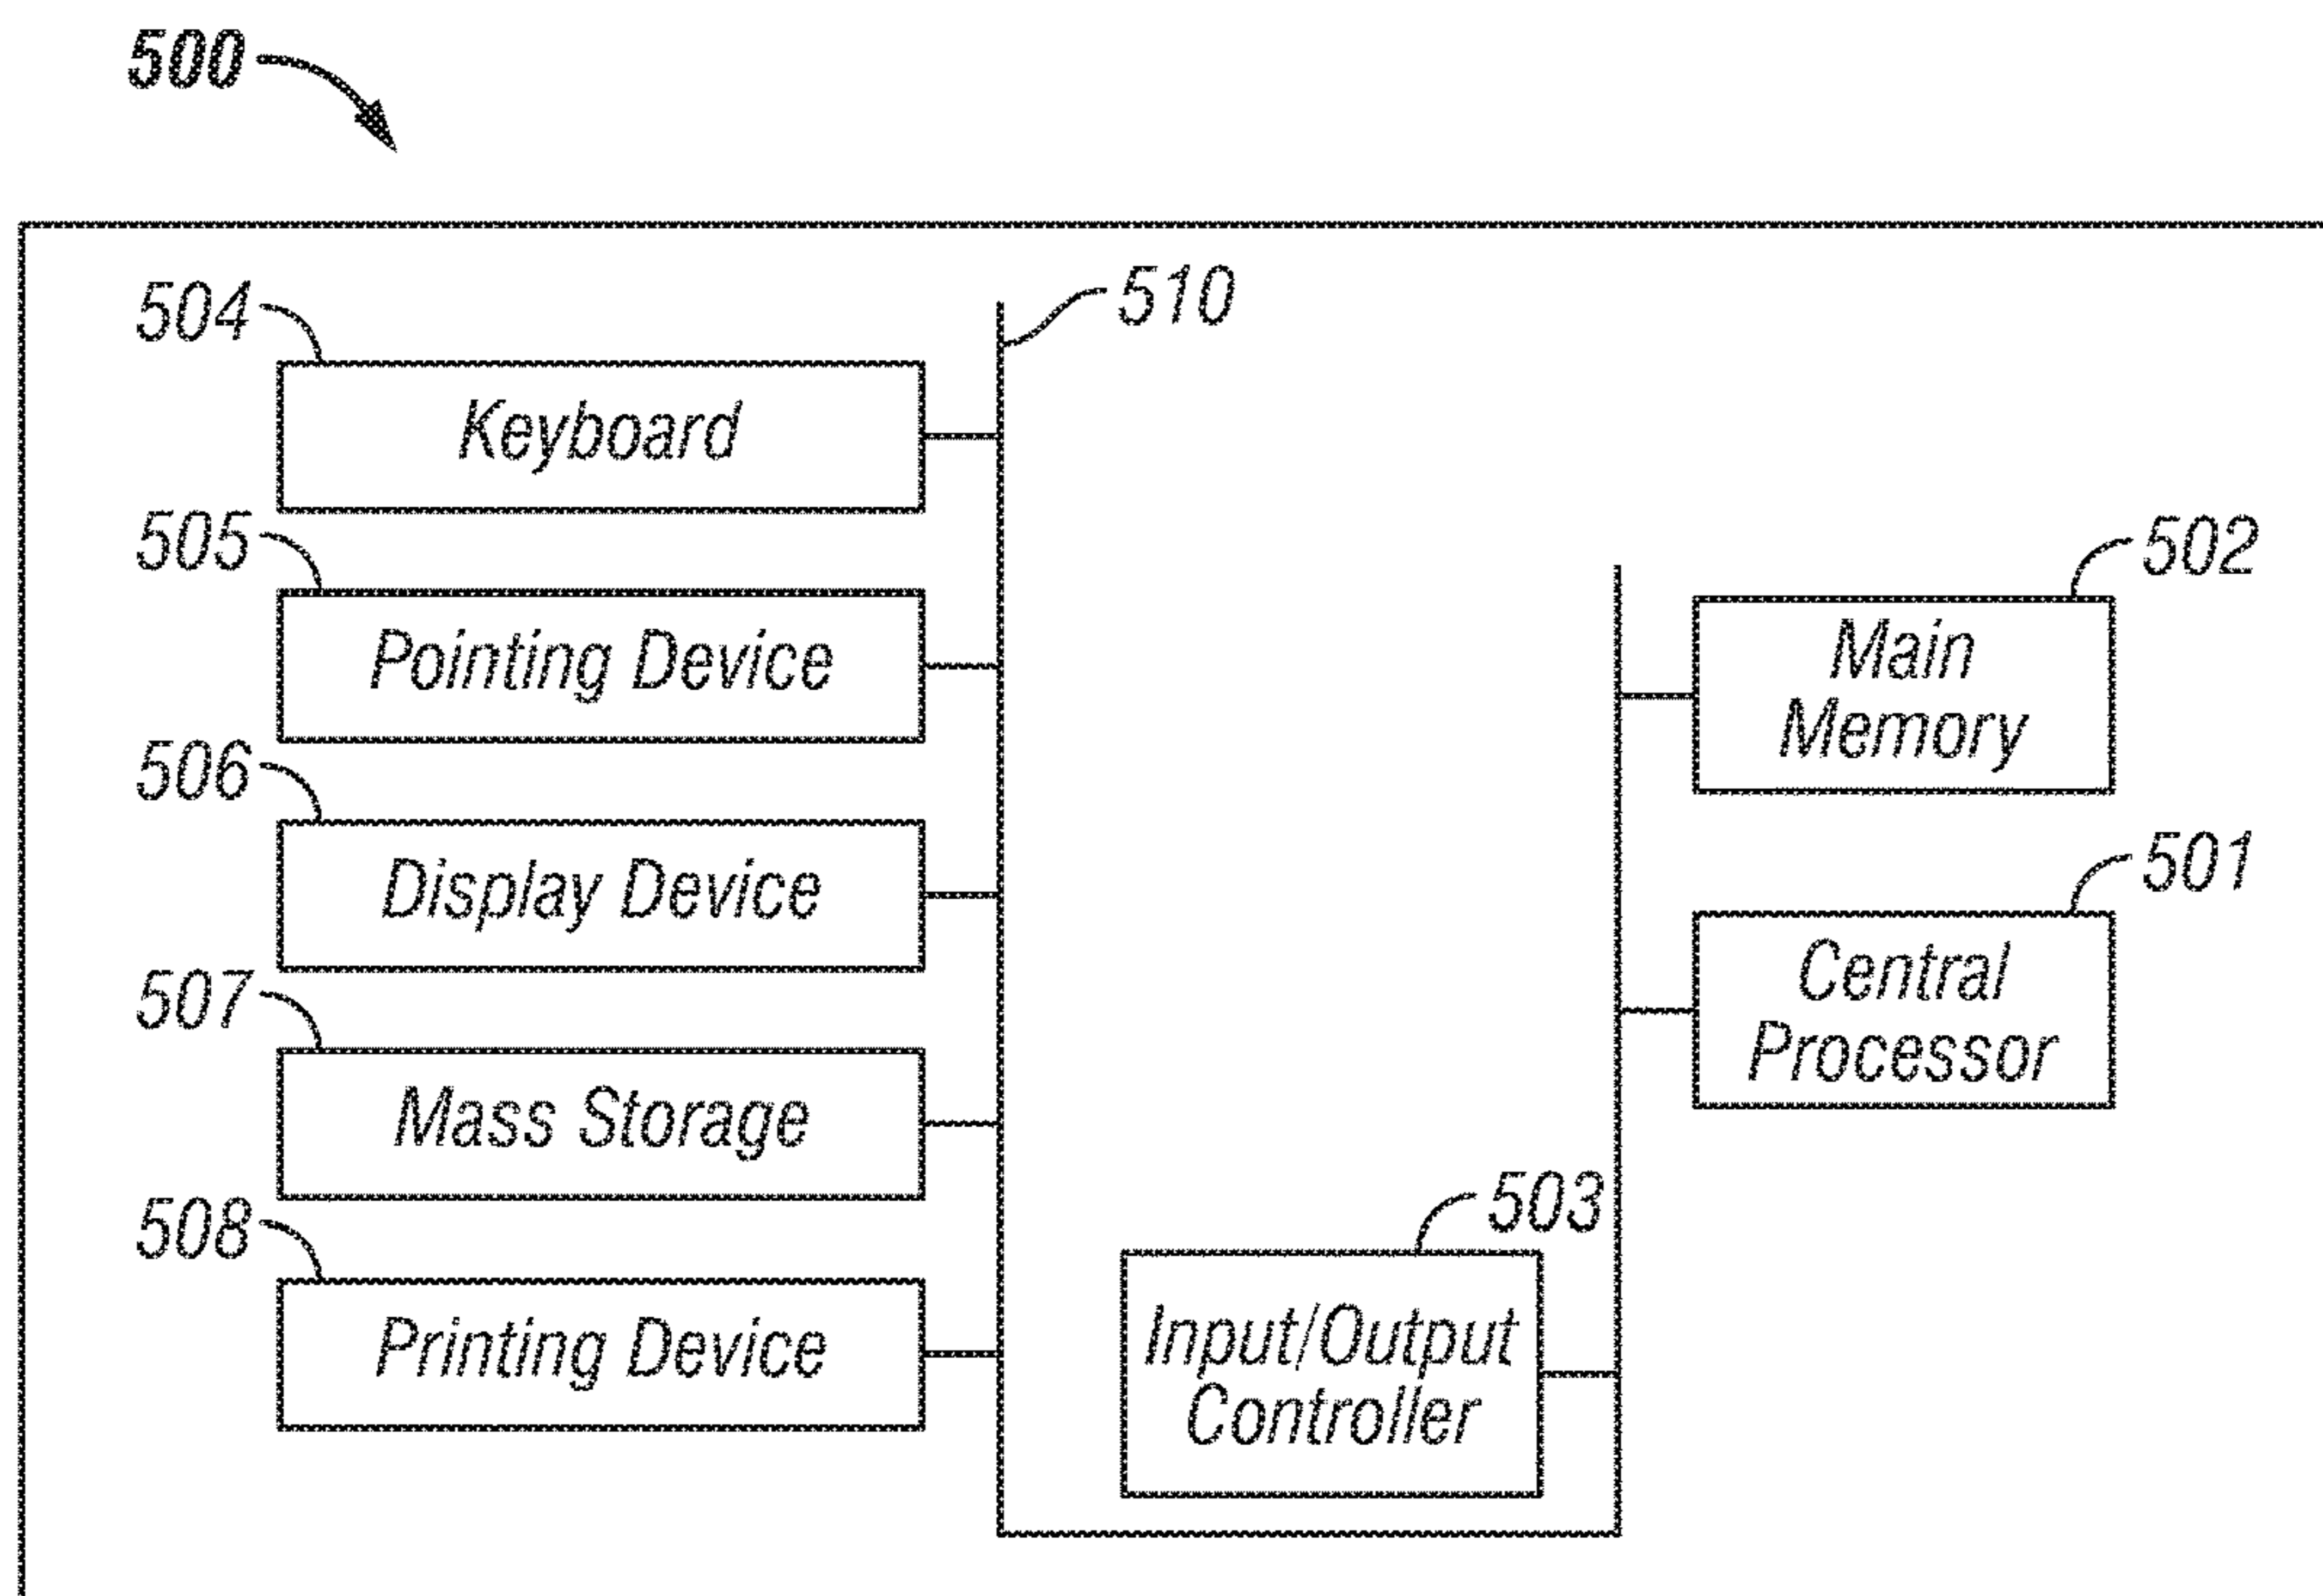 500
504
510
Keyboard
505
502
Pointing Device
Main
Memory
506
501
Display Device
Central
Processor
507
Mass Storage
503
508
Input/Output
Controller
Printing Device